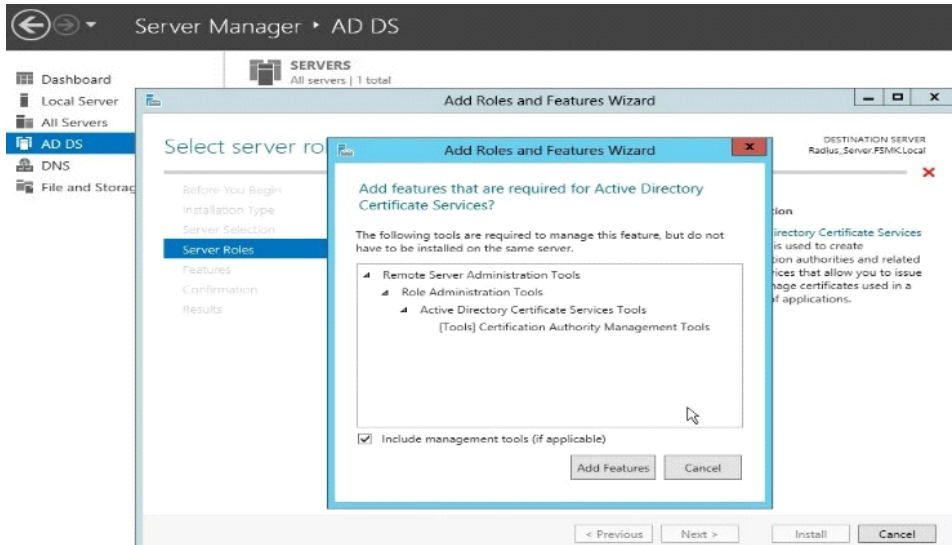 Server Manager ‣ AD DS
SERVERS
All servers | 1 total
Dashboard
Local Server
All Servers
AD DS
DNS
File and Storag
Add Roles and Features Wizard
Select server ro
DESTINATION SERVER
Radius_Server.FSMK.Local
Before You Begin
Installation Type
Server Selection
Server Roles
Features
Confirmation
Results
Add Roles and Features Wizard
Add features that are required for Active Directory
Certificate Services?
The following tools are required to manage this feature, but do not
have to be installed on the same server.
Remote Server Administration Tools
Role Administration Tools
Active Directory Certificate Services Tools
[Tools] Certification Authority Management Tools
Include management tools (if applicable)
Add Features
Cancel
tion
irectory Certificate Services
is used to create
tion authorities and related
ices that allow you to issue
nage certificates used in a
of applications.
< Previous
Next >
Install
Cancel